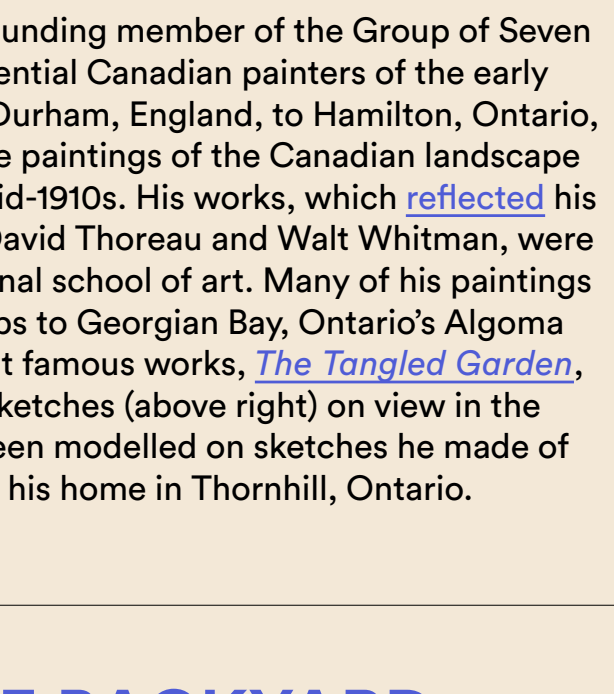 unding member of the Group of Seven
ential Canadian painters of the early
Durham, England, to Hamilton, Ontario,
e paintings of the Canadian landscape
id-1910s. His works, which reflected his
David Thoreau and Walt Whitman, were
nal school of art. Many of his paintings
ps to Georgian Bay, Ontario’s Algoma
t famous works, The Tangled Garden,
ketches (above right) on view in the
een modelled on sketches he made of
his home in Thornhill, Ontario.
BACKYARD